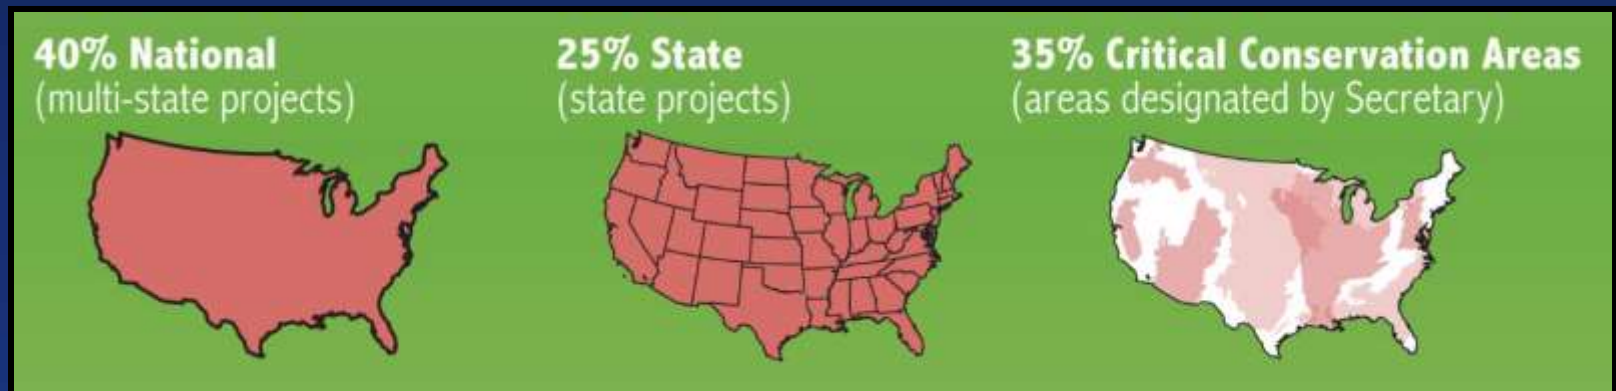 40% National
(multi-state projects)
25% State
(state projects)
35% Critical Conservation Areas
(areas designated by Secretary)